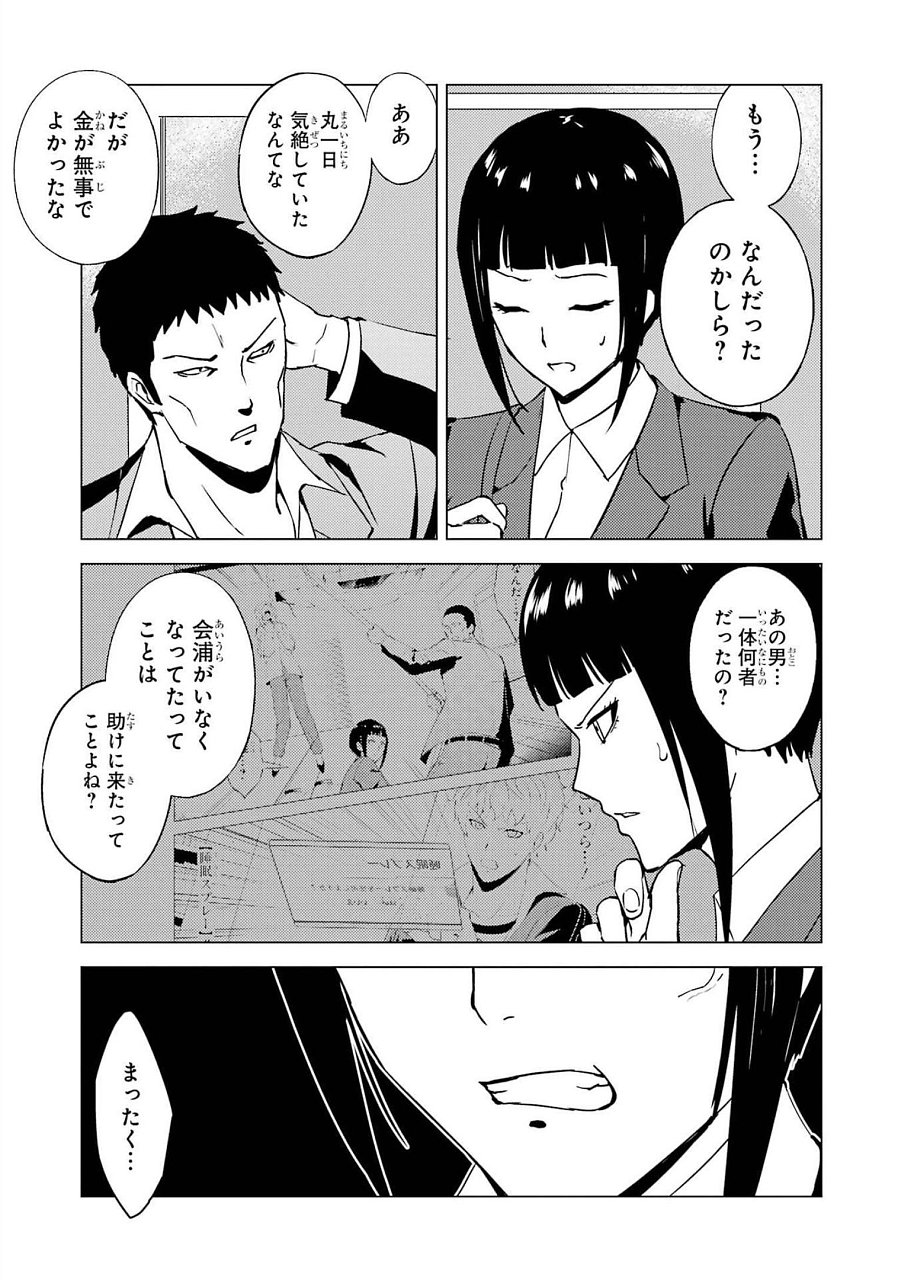 もう…
なんだった
のかしら？
ああ
丸一日
気絶していた
なんてな
だが
金が無事で
よかったな
あの男…
一体何者
だったの？
なんだ…？
いつら…
【睡眠スプレー】
会浦がいなく
なってたって
ことは
助けに来たって
ことよね？
まったく…